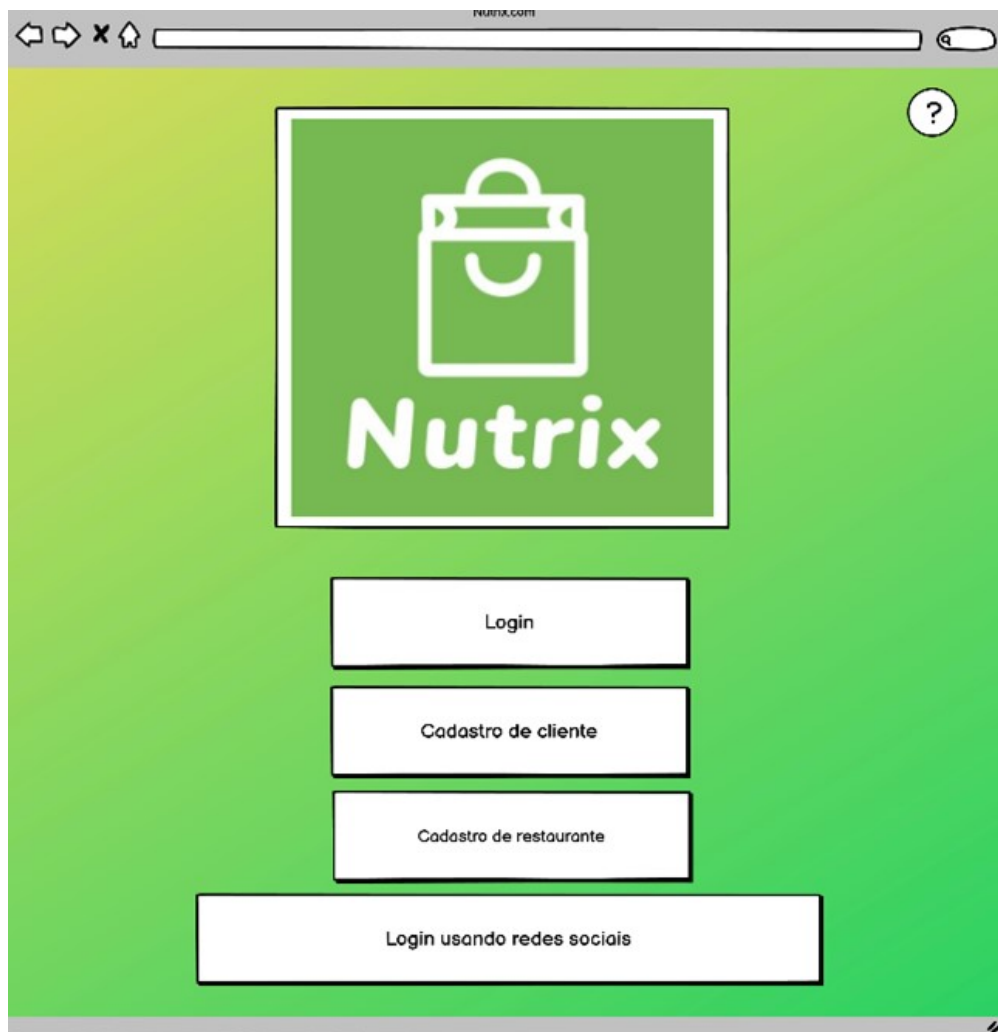 Nutrix.com
?
Nutrix
Login
Cadastro de cliente
Cadastro de restaurante
Login usando redes sociais